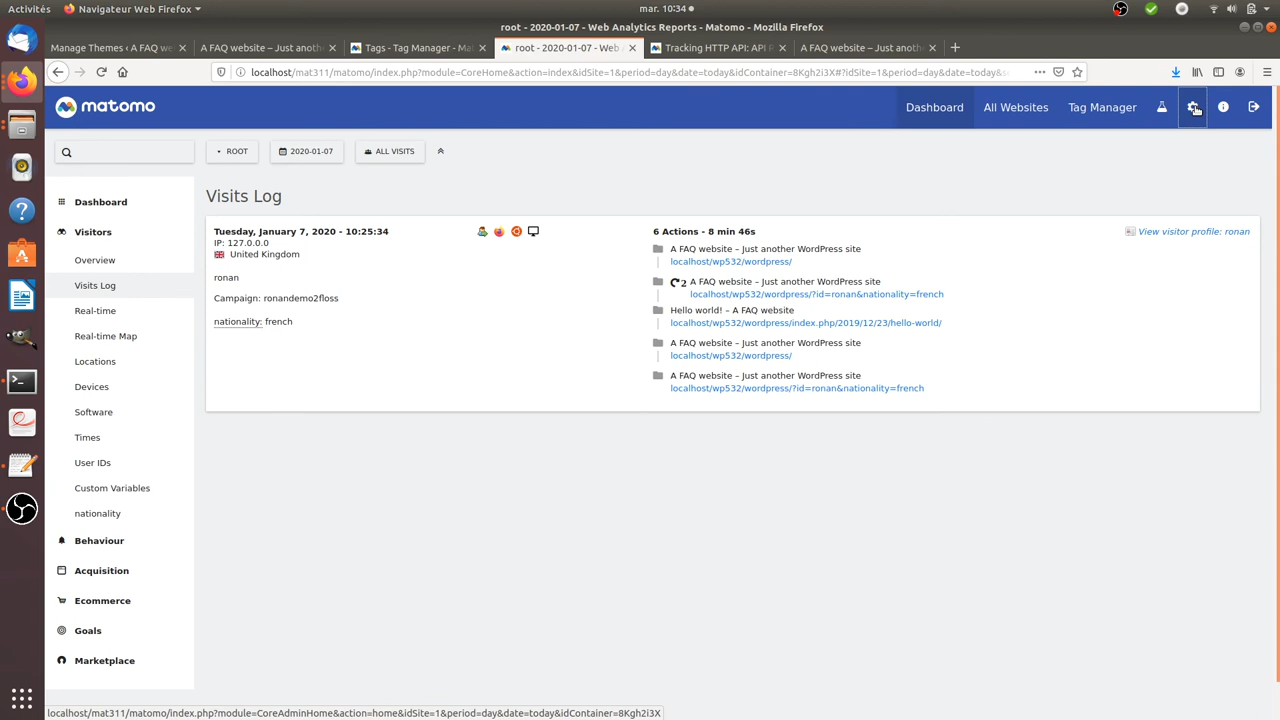 Activités
Navigateur Web Firefox
mar. 10:34
root - 2020-01-07 - Web Analytics Reports - Matomo - Mozilla Firefox
Manage Themes ‹ A FAQ we
A FAQ website – Just anoth
Tags - Tag Manager - Mat
root - 2020-01-07 - Web
Tracking HTTP API: API R
A FAQ website – Just anoth
localhost/mat311/matomo/index.php?module=CoreHome&action=index&idSite=1&period=day&date=today&idContainer=8Kgh2i3X#?idSite=1&period=day&date=today&s
matomo
Dashboard
All Websites
Tag Manager
ROOT
2020-01-07
ALL VISITS
Dashboard
Visitors
Overview
Visits Log
Real-time
Real-time Map
Locations
Devices
Software
Times
User IDs
Custom Variables
nationality
Behaviour
Acquisition
Ecommerce
Goals
Marketplace
Visits Log
Tuesday, January 7, 2020 - 10:25:34
IP: 127.0.0.0
United Kingdom
ronan
Campaign: ronandemo2floss
nationality: french
6 Actions - 8 min 46s
View visitor profile: ronan
A FAQ website – Just another WordPress site
localhost/wp532/wordpress/
2 A FAQ website – Just another WordPress site
localhost/wp532/wordpress/?id=ronan&nationality=french
Hello world! – A FAQ website
localhost/wp532/wordpress/index.php/2019/12/23/hello-world/
A FAQ website – Just another WordPress site
localhost/wp532/wordpress/
A FAQ website – Just another WordPress site
localhost/wp532/wordpress/?id=ronan&nationality=french
localhost/mat311/matomo/index.php?module=CoreAdminHome&action=home&idSite=1&period=day&date=today&idContainer=8Kgh2i3X